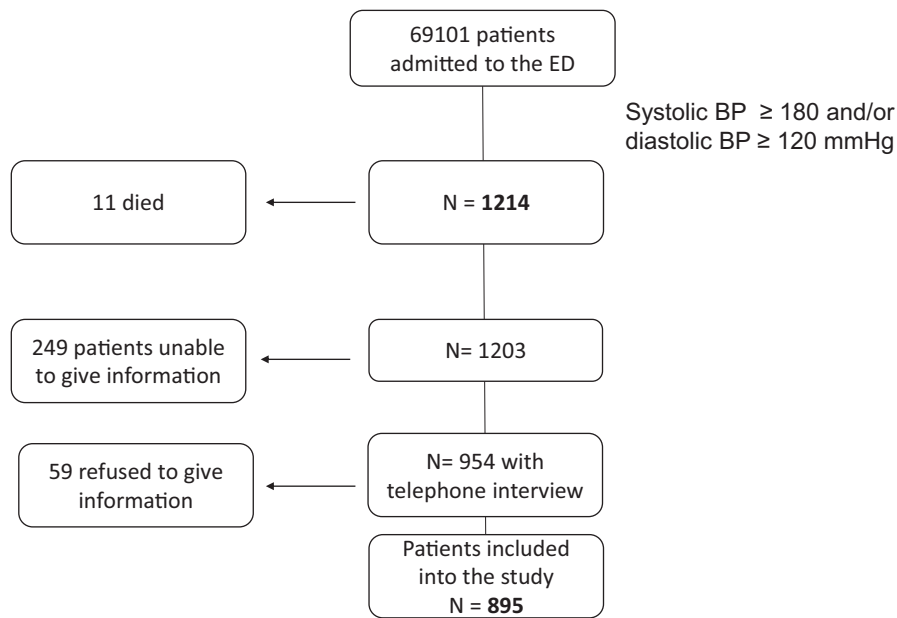 69101 patients
admitted to the ED
Systolic BP ≥ 180 and/or
diastolic BP ≥ 120 mmHg
11 died
N = 1214
249 patients unable
to give information
N= 1203
59 refused to give
information
N= 954 with
telephone interview
Patients included
into the study
N = 895